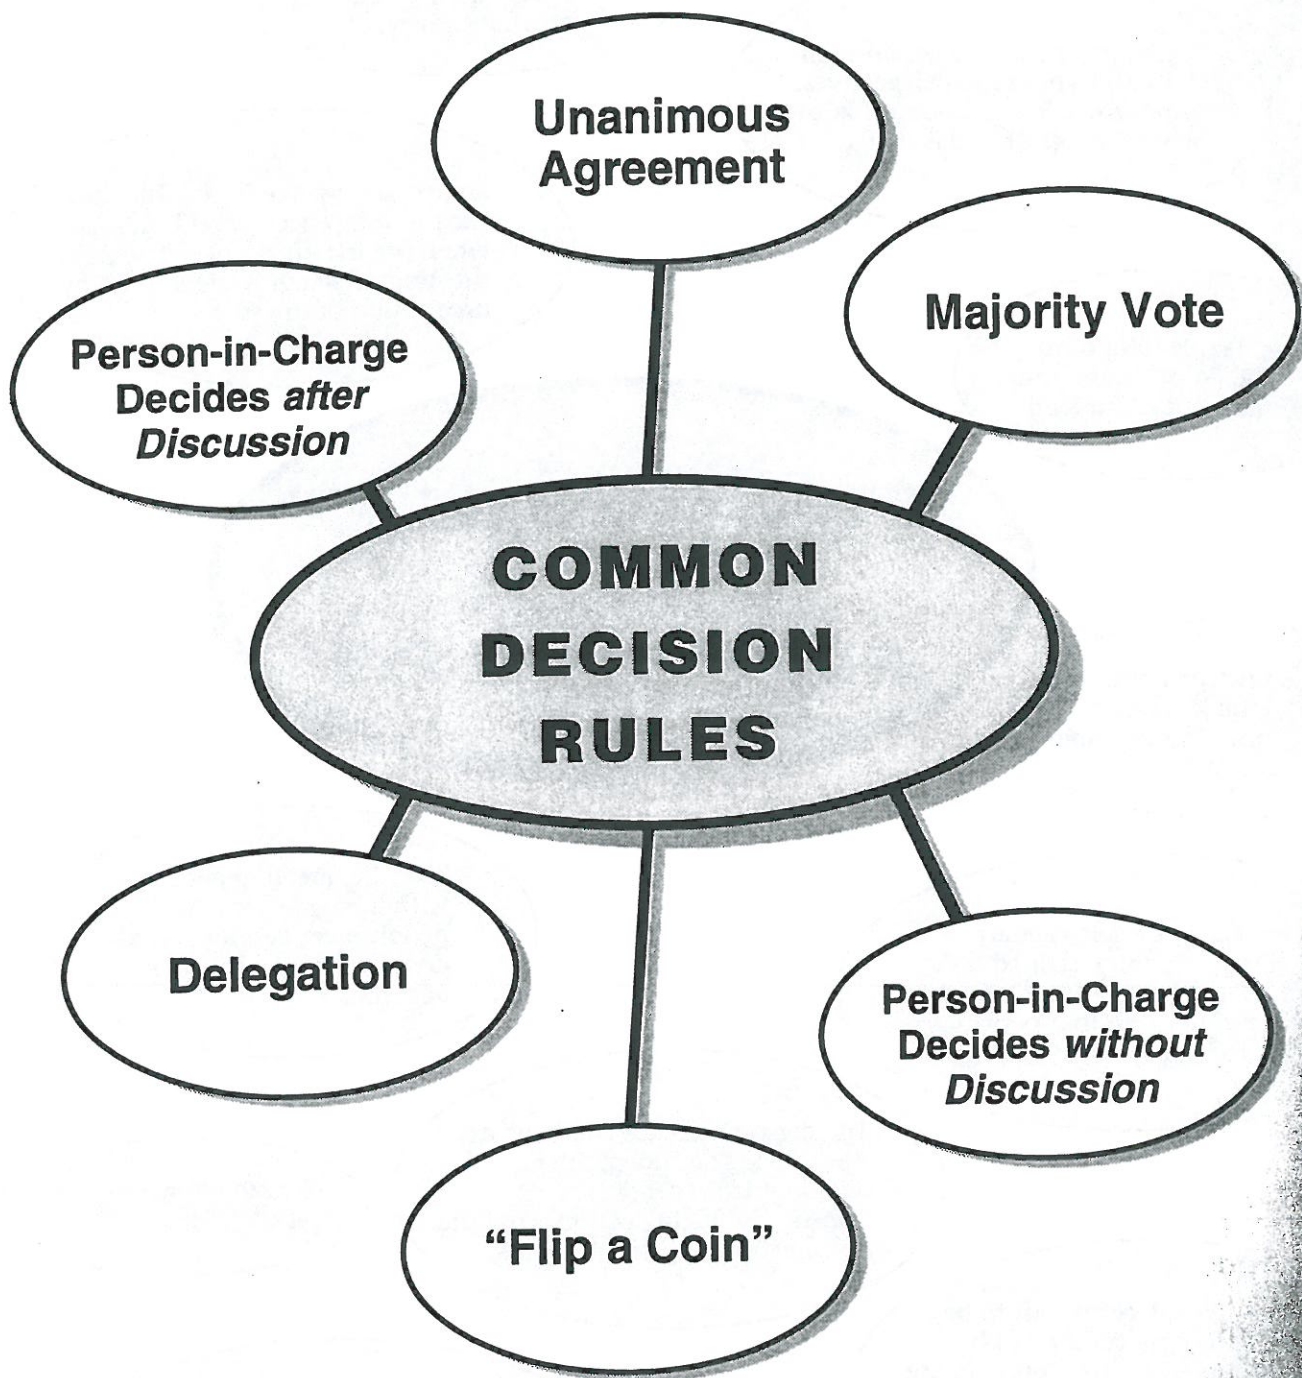 Unanimous
Agreement
Majority Vote
Person-in-Charge
Decides after
Discussion
COMMON
DECISION
RULES
Delegation
Person-in-Charge
Decides without
Discussion
“Flip a Coin”